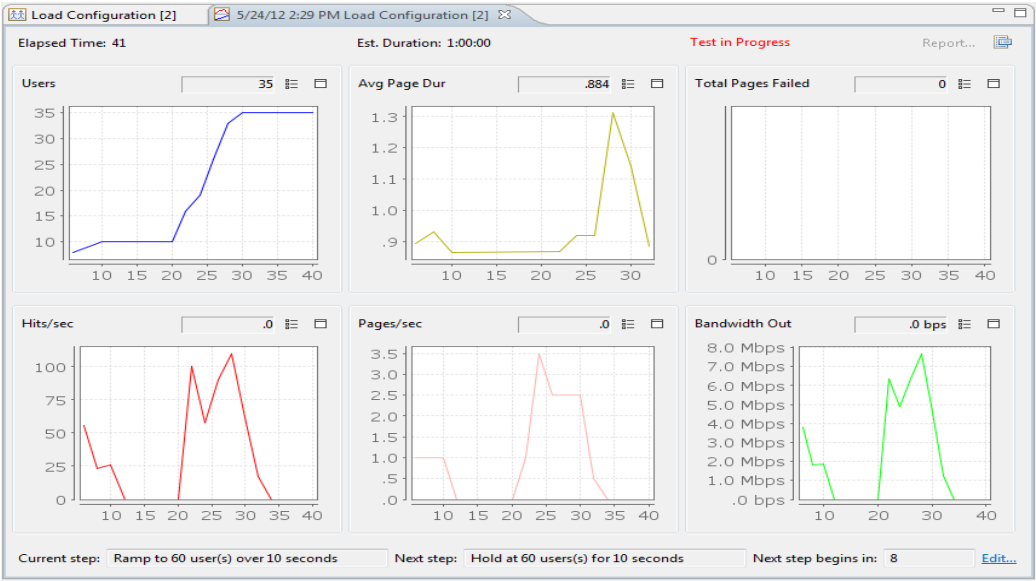 Load Configuration [2]
5/24/12 2:29 PM Load Configuration [2]
Elapsed Time: 41
Est. Duration: 1:00:00
Test in Progress
Report...
Users
35
35
30
25
20
15
10
10 15 20 25 30 35 40
Avg Page Dur
.884
1.3
1.2
1.1
1.0
.9
10 15 20 25 30
Total Pages Failed
0
0
10 15 20 25 30 35 40
Hits/sec
.0
100
75
50
25
0
10 15 20 25 30 35 40
Pages/sec
.0
3.5
3.0
2.5
2.0
1.5
1.0
.5
.0
10 15 20 25 30 35 40
Bandwidth Out
.0 bps
8.0 Mbps
7.0 Mbps
6.0 Mbps
5.0 Mbps
4.0 Mbps
3.0 Mbps
2.0 Mbps
1.0 Mbps
.0 bps
10 20 30 40
Current step: Ramp to 60 user(s) over 10 seconds
Next step: Hold at 60 users(s) for 10 seconds
Next step begins in: 8
Edit...